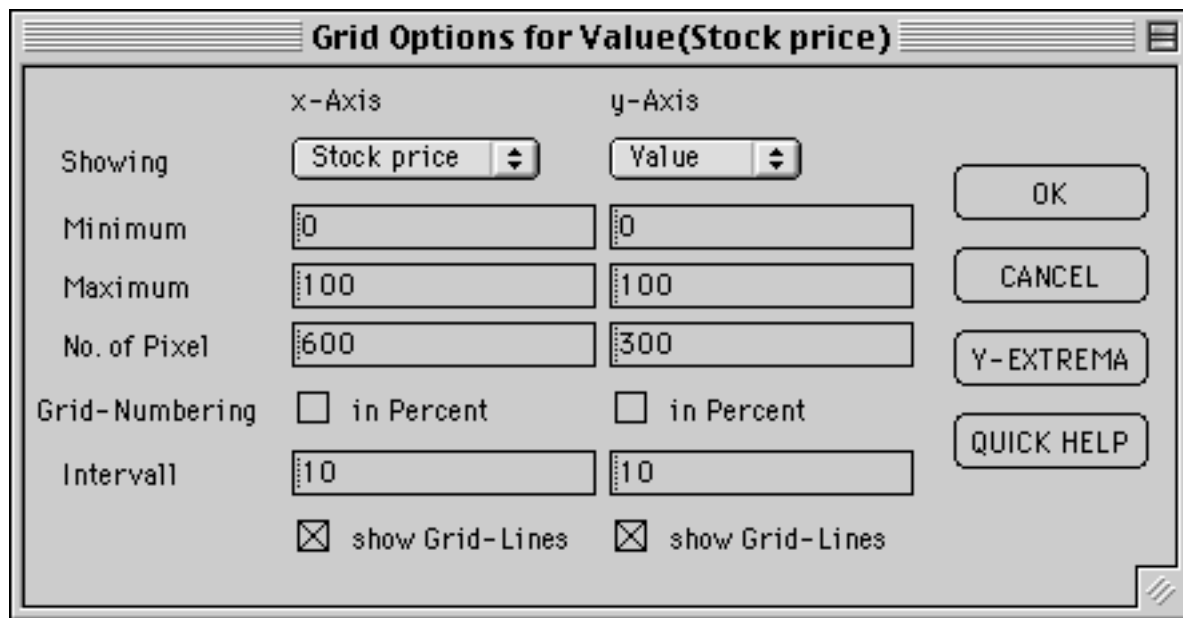 Grid Options for Value(Stock price)
x-Axis y-Axis
Showing Stock price Value
Minimum 0 0
Maximum 100 100
No. of Pixel 600 300
Grid-Numbering in Percent in Percent
Intervall 10 10
show Grid-Lines show Grid-Lines
OK
CANCEL
Y-EXTREMA
QUICK HELP